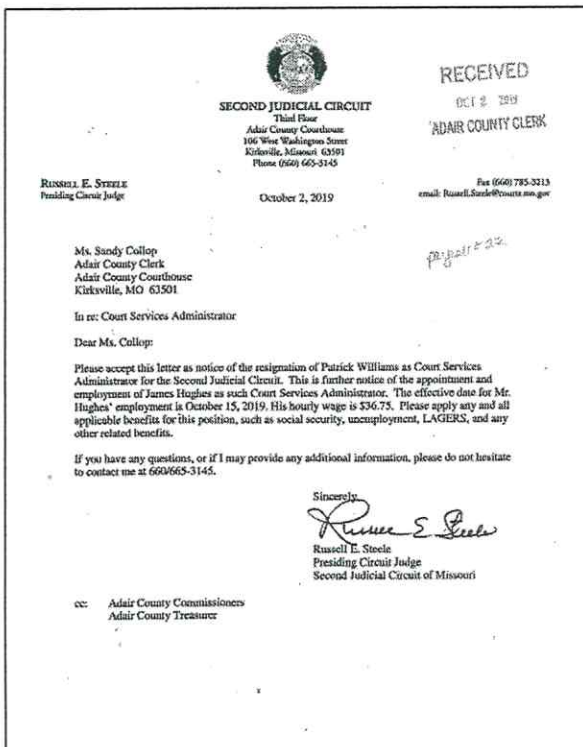 SECOND JUDICIAL CIRCUIT
Third Floor
Adair County Courthouse
106 West Washington Street
Kirksville, Missouri 63501
Phone (660) 665-3145
RECEIVED
OCT 2 2019
ADAIR COUNTY CLERK
RUSSELL E. STEELE
Presiding Circuit Judge
October 2, 2019
Fax (660) 785-3213
email: Russell.Steele@courts.mo.gov
Ms. Sandy Collop
Adair County Clerk
Adair County Courthouse
Kirksville, MO 63501
payroll # 22
In re: Court Services Administrator
Dear Ms. Collop:
Please accept this letter as notice of the resignation of Patrick Williams as Court Services
Administrator for the Second Judicial Circuit. This is further notice of the appointment and
employment of James Hughes as such Court Services Administrator. The effective date for Mr.
Hughes' employment is October 15, 2019. His hourly wage is $36.75. Please apply any and all
applicable benefits for this position, such as social security, unemployment, LAGERS, and any
other related benefits.
If you have any questions, or if I may provide any additional information, please do not hesitate
to contact me at 660/665-3145.
Sincerely,
Russell E Steele
Russell E. Steele
Presiding Circuit Judge
Second Judicial Circuit of Missouri
cc: Adair County Commissioners
Adair County Treasurer